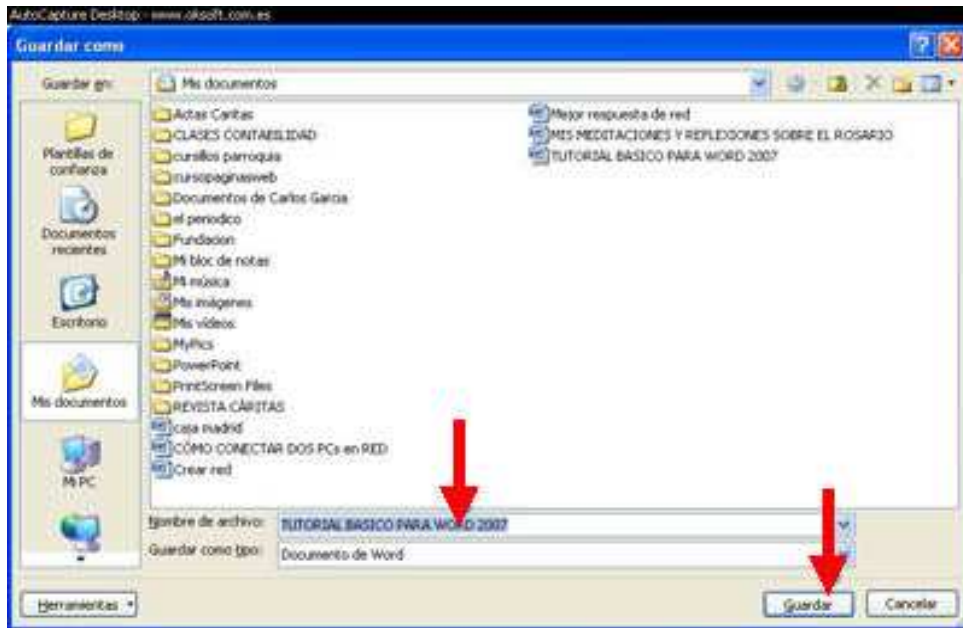 AutoCapture Desktop - www.oksoft.com.es
Guardar como
Guardar en:
Mis documentos
Plantillas de confianza
Documentos recientes
Escritorio
Mis documentos
Mi PC
Actas Caritas
CLASES CONTABILIDAD
cursillos parroquia
cursopaginasweb
Documentos de Carlos Garcia
el periodico
Fundacion
Mi bloc de notas
Mi música
Mis imágenes
Mis vídeos
MyPics
PowerPoint
PrintScreen Files
REVISTA CÁRITAS
caja madrid
CÓMO CONECTAR DOS PCs en RED
Crear red
Mejor respuesta de red
MIS MEDITACIONES Y REFLEXIONES SOBRE EL ROSARIO
TUTORIAL BASICO PARA WORD 2007
Nombre de archivo:
TUTORIAL BASICO PARA WORD 2007
Guardar como tipo:
Documento de Word
Herramientas
Guardar
Cancelar